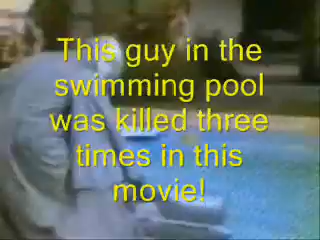 This guy in the
swimming pool
was killed three
times in this
movie!